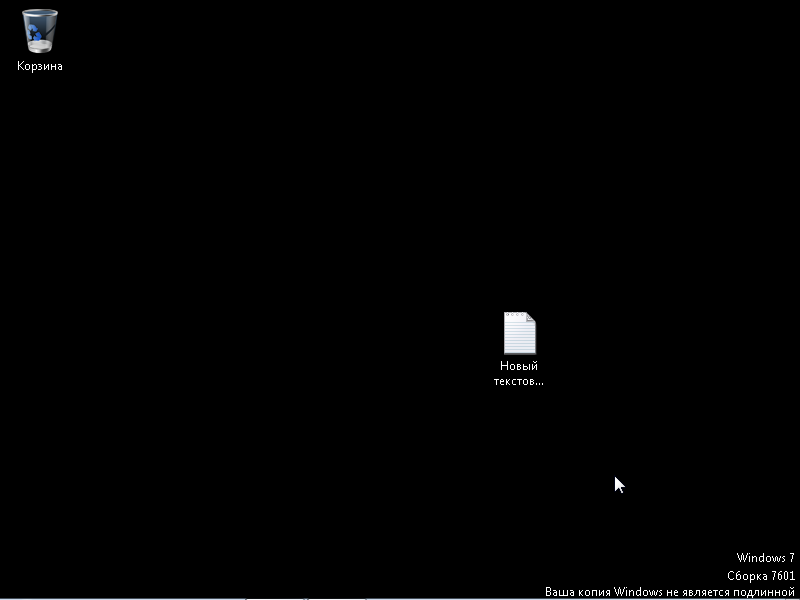 Корзина
Новый
текстов...
Windows 7
Сборка 7601
Ваша копия Windows не является подлинной